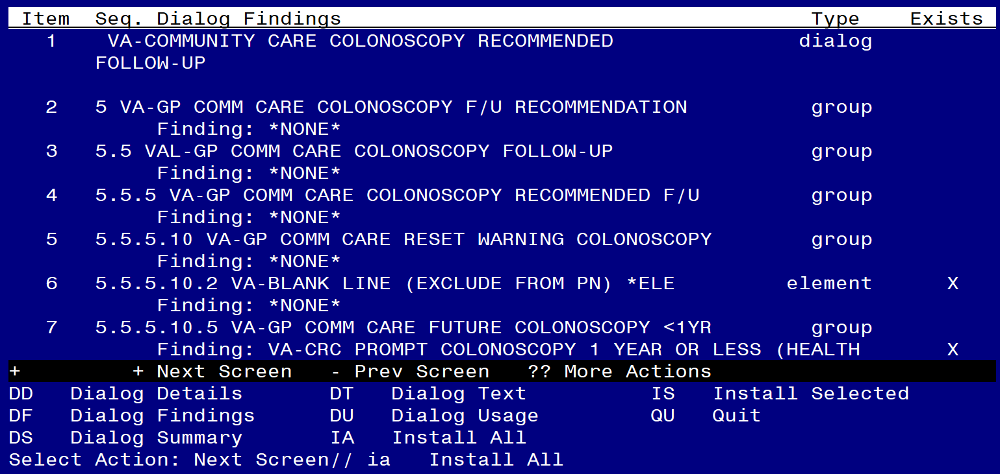 Item  Seq. Dialog Findings  Type  Exists
1  VA-COMMUNITY CARE COLONOSCOPY RECOMMENDED  dialog
FOLLOW-UP
2  5 VA-GP COMM CARE COLONOSCOPY F/U RECOMMENDATION  group
Finding: *NONE*
3  5.5 VAL-GP COMM CARE COLONOSCOPY FOLLOW-UP  group
Finding: *NONE*
4  5.5.5 VA-GP COMM CARE COLONOSCOPY RECOMMENDED F/U  group
Finding: *NONE*
5  5.5.5.10 VA-GP COMM CARE RESET WARNING COLONOSCOPY  group
Finding: *NONE*
6  5.5.5.10.2 VA-BLANK LINE (EXCLUDE FROM PN) *ELE  element  X
Finding: *NONE*
7  5.5.5.10.5 VA-GP COMM CARE FUTURE COLONOSCOPY <1YR  group
Finding: VA-CRC PROMPT COLONOSCOPY 1 YEAR OR LESS (HEALTH  X
+  + Next Screen  - Prev Screen  ?? More Actions
DD  Dialog Details  DT  Dialog Text  IS  Install Selected
DF  Dialog Findings  DU  Dialog Usage  QU  Quit
DS  Dialog Summary  IA  Install All
Select Action: Next Screen// ia  Install All